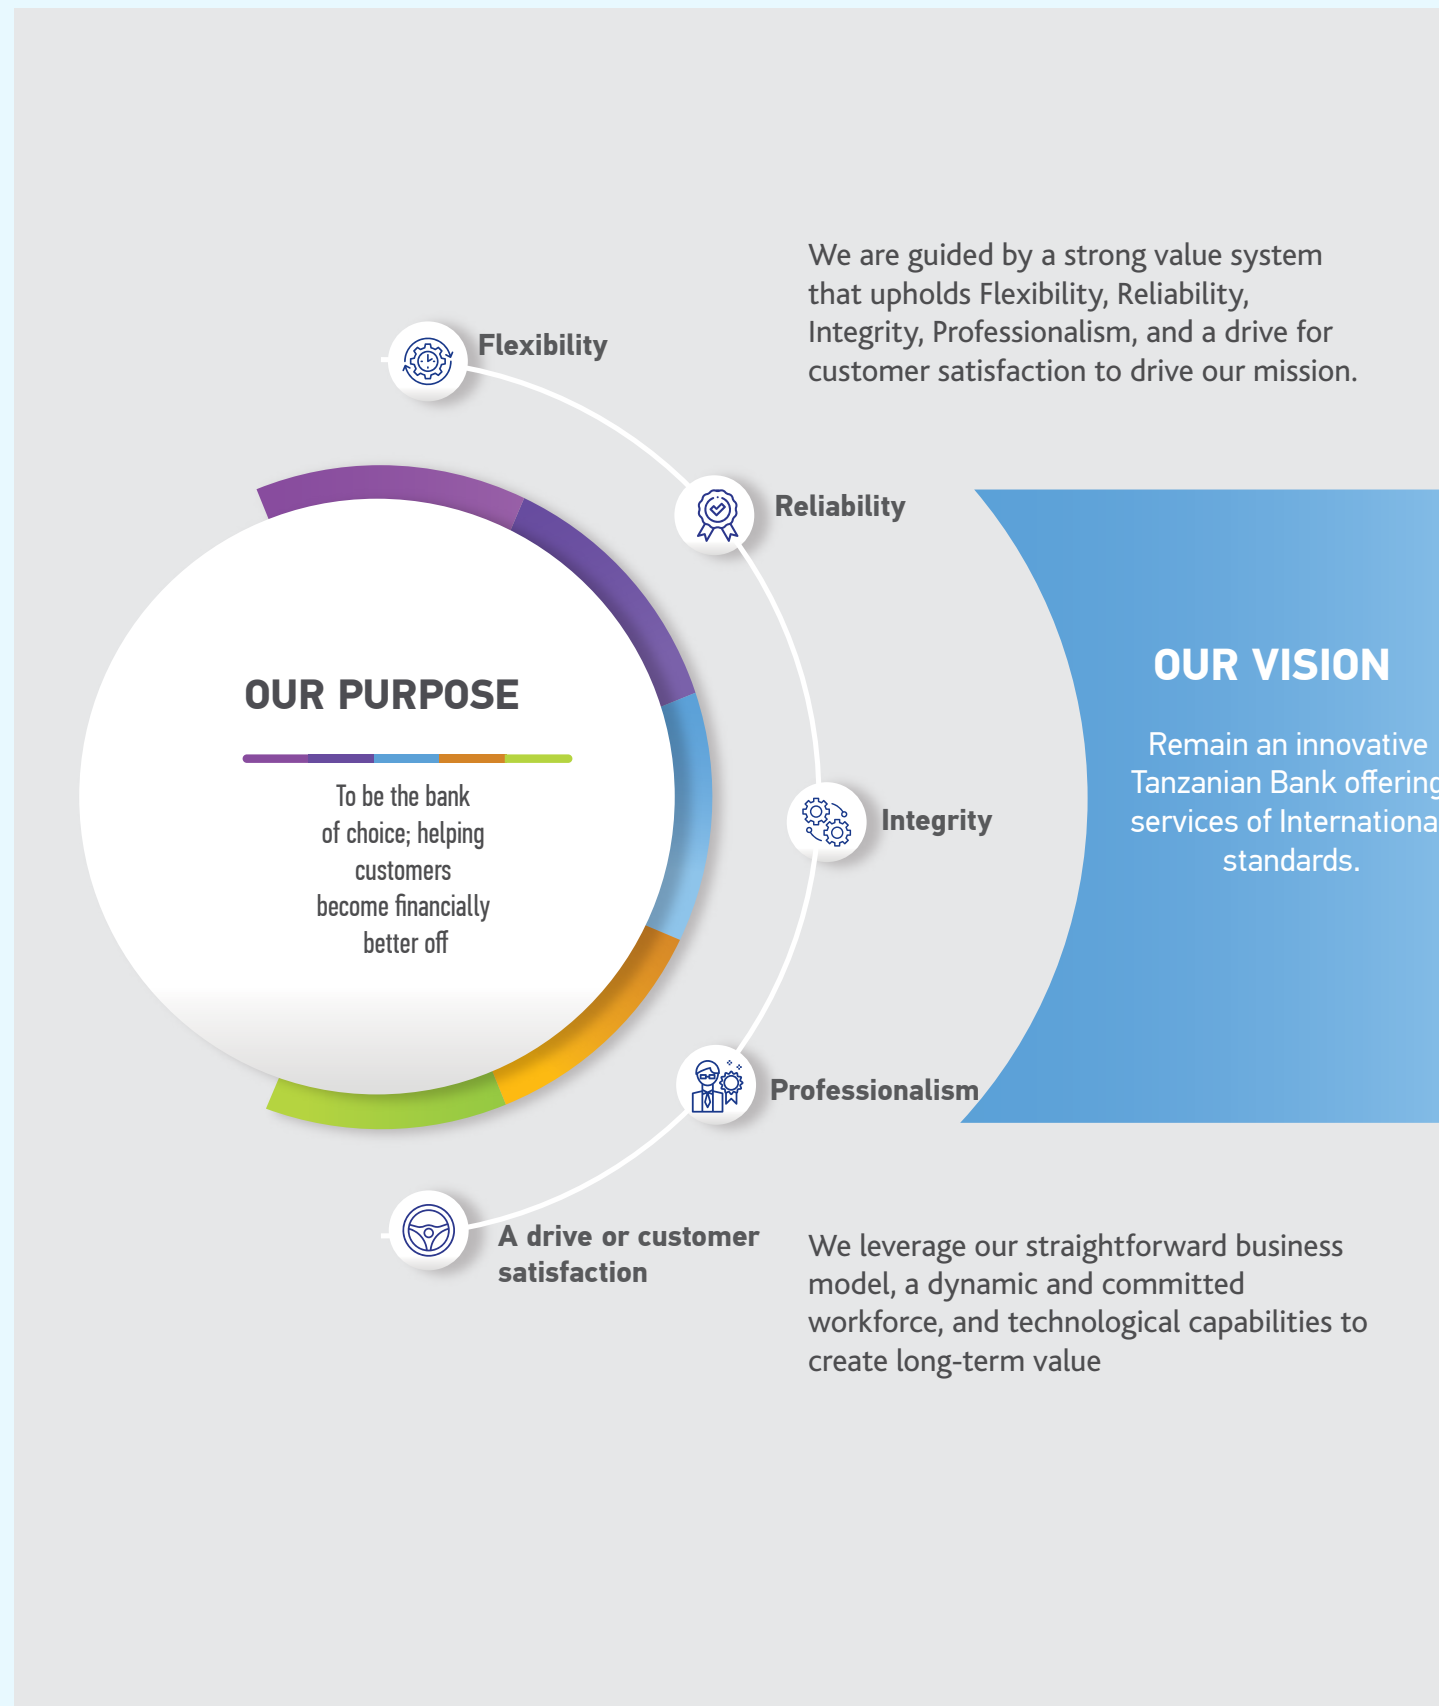 We are guided by a strong value system
that upholds Flexibility, Reliability,
Integrity, Professionalism, and a drive for
customer satisfaction to drive our mission.
Flexibility
Reliability
Integrity
Professionalism
A drive or customer
satisfaction
OUR PURPOSE
To be the bank
of choice; helping
customers
become financially
better off
OUR VISION
Remain an innovative
Tanzanian Bank offering
services of Internationa
standards.
We leverage our straightforward business
model, a dynamic and committed
workforce, and technological capabilities to
create long-term value